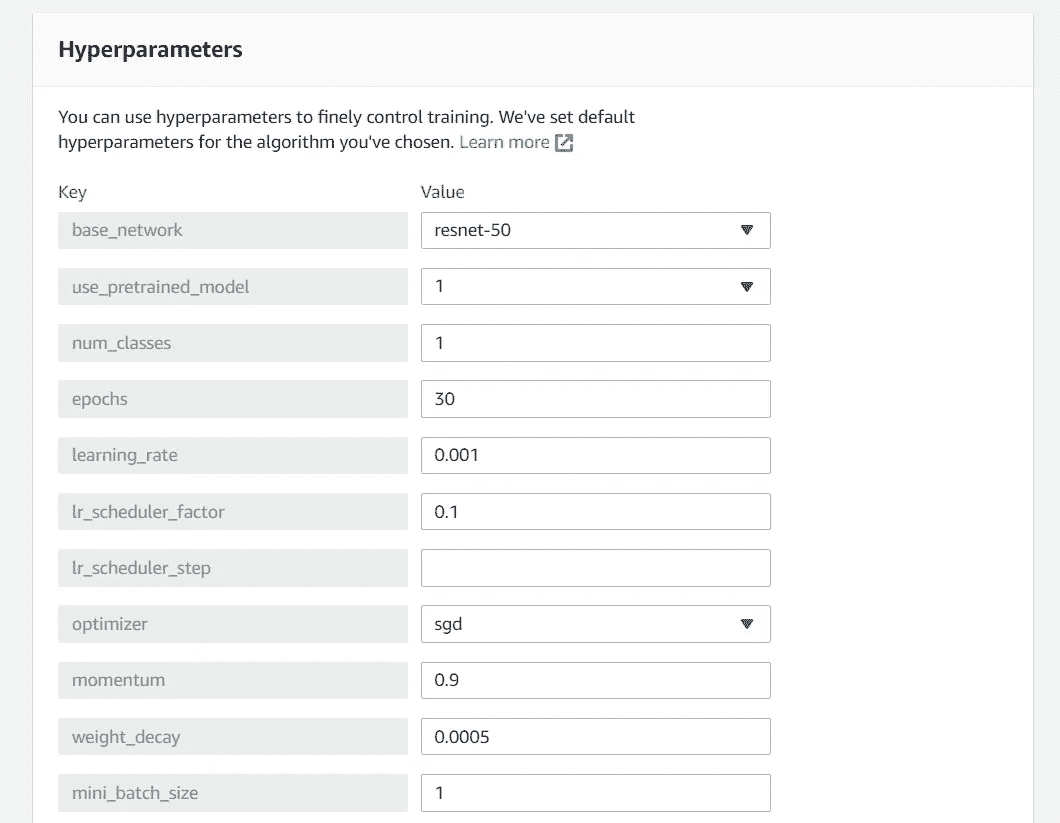 Hyperparameters
You can use hyperparameters to finely control training. We've set default
hyperparameters for the algorithm you've chosen. Learn more
Key Value
base_network resnet-50
use_pretrained_model 1
num_classes 1
epochs 30
learning_rate 0.001
lr_scheduler_factor 0.1
lr_scheduler_step
optimizer sgd
momentum 0.9
weight_decay 0.0005
mini_batch_size 1